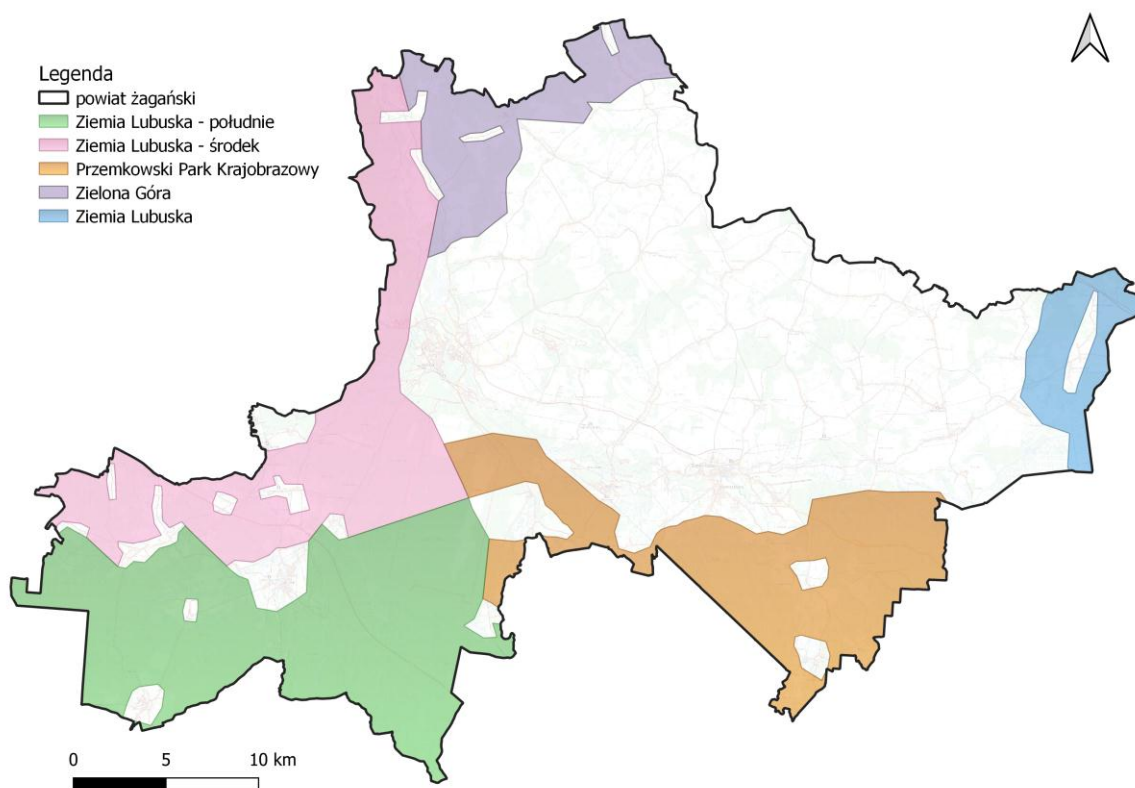 Legenda
powiat żagański
Ziemia Lubuska - południe
Ziemia Lubuska - środek
Przemkowski Park Krajobrazowy
Zielona Góra
Ziemia Lubuska
0 5 10 km